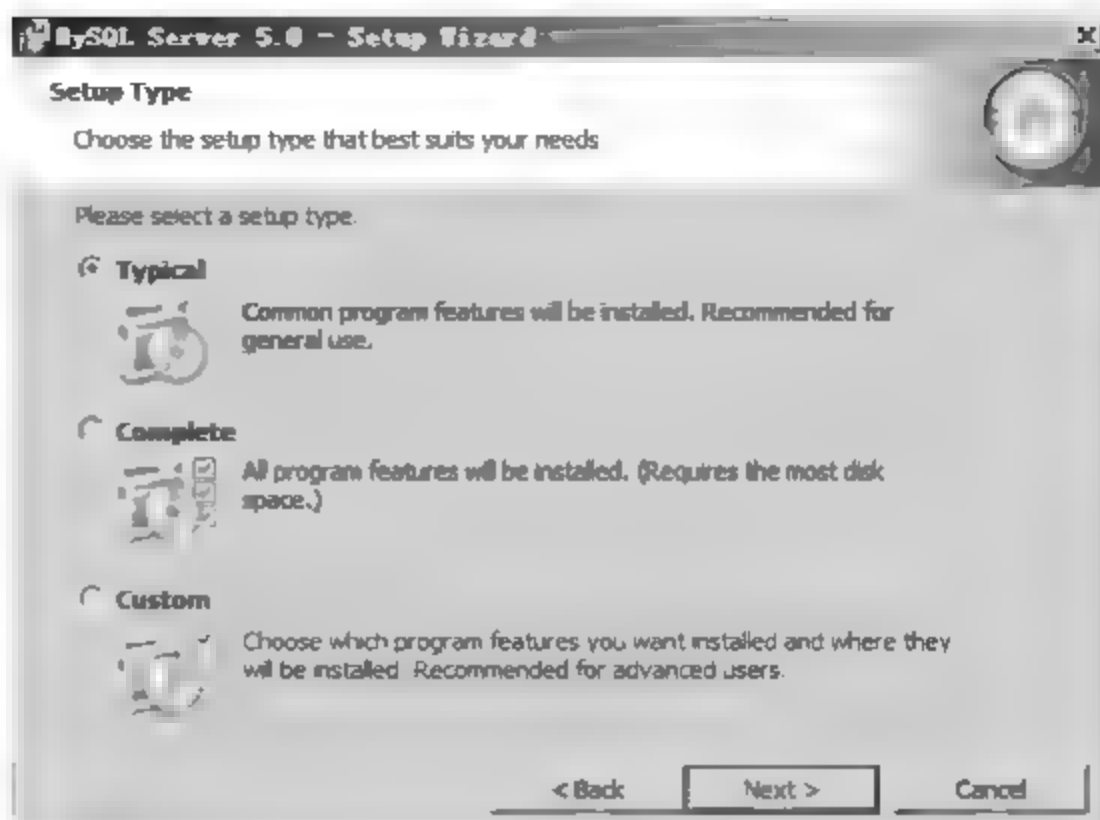 MySQL Server 5.0 - Setup Wizard
Setup Type
Choose the setup type that best suits your needs
Please select a setup type.
Typical
Common program features will be installed. Recommended for
general use.
Complete
All program features will be installed. (Requires the most disk
space.)
Custom
Choose which program features you want installed and where they
will be installed. Recommended for advanced users.
< Back
Next >
Cancel